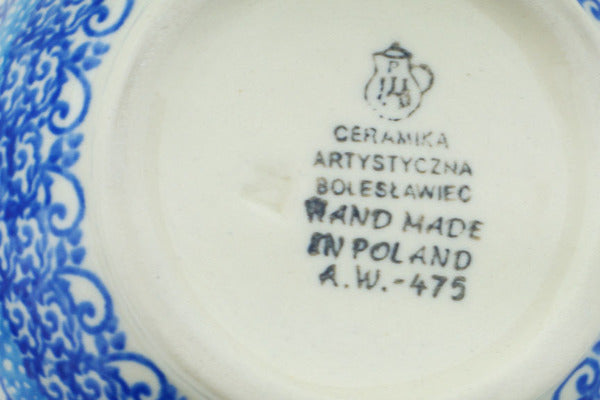 CERAMIKA
ARTYSTYCZNA
BOLESŁAWIEC
HAND MADE
IN POLAND
A.W.-475